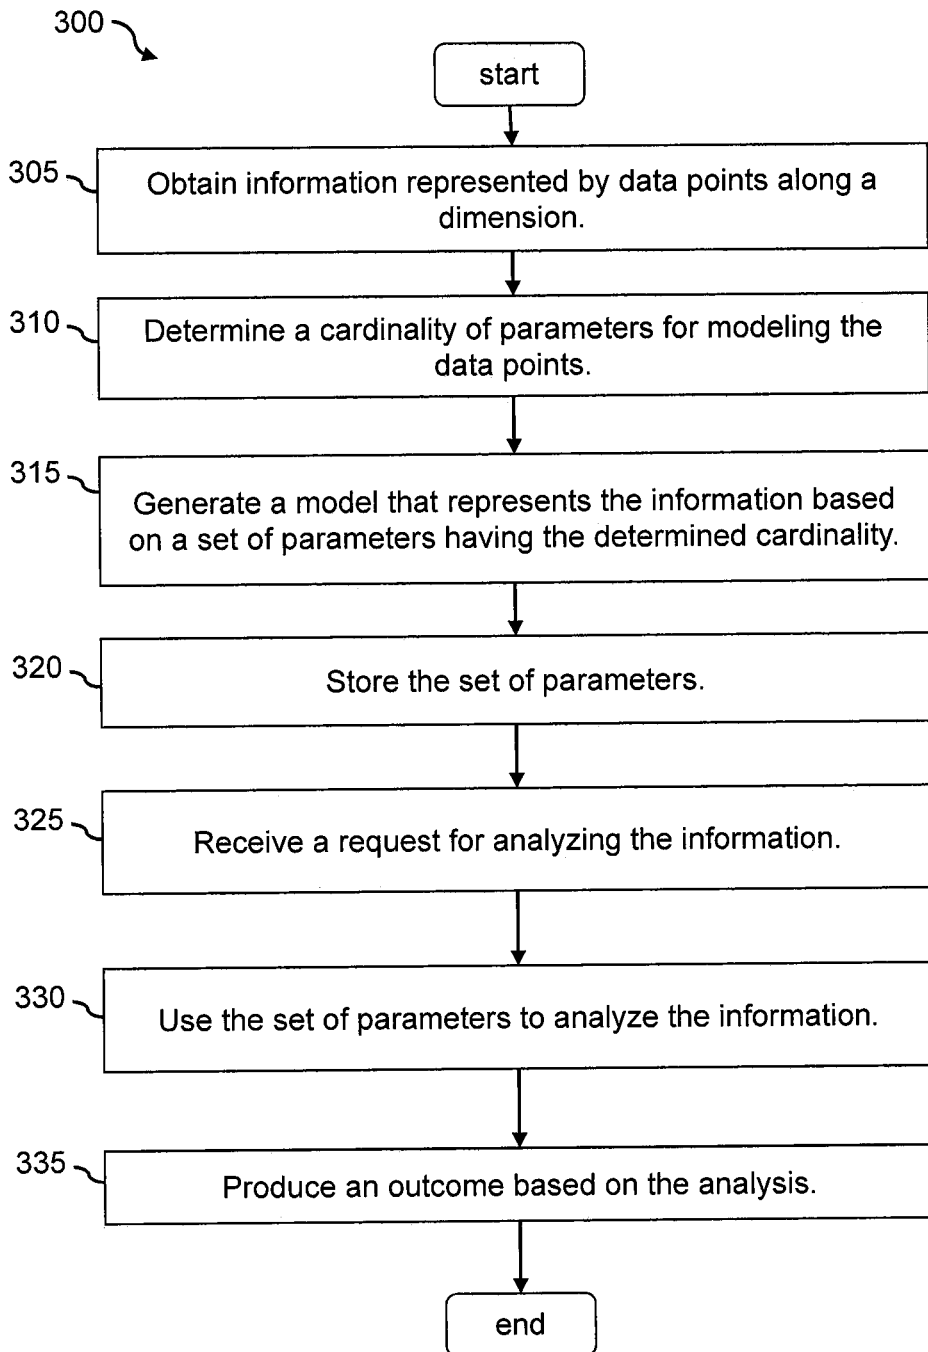 300
start
305
Obtain information represented by data points along a
dimension.
310
Determine a cardinality of parameters for modeling the
data points.
315
Generate a model that represents the information based
on a set of parameters having the determined cardinality.
320
Store the set of parameters.
325
Receive a request for analyzing the information.
330
Use the set of parameters to analyze the information.
335
Produce an outcome based on the analysis.
end